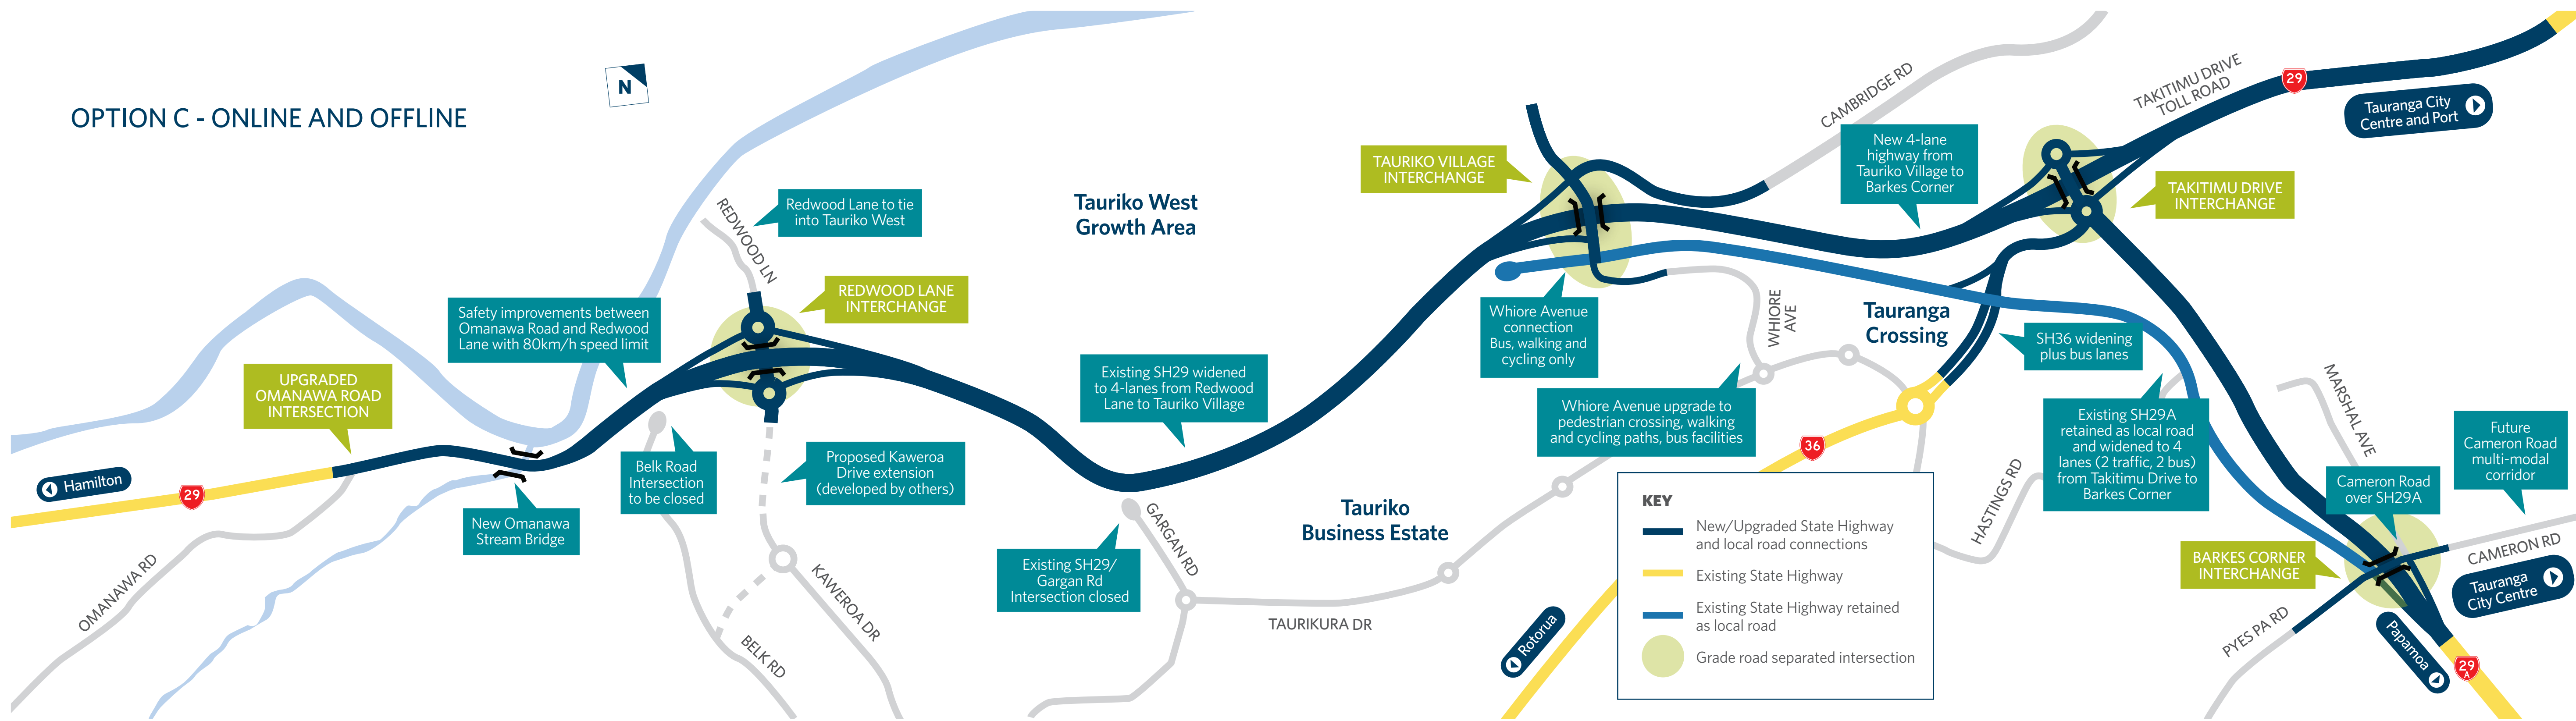 OPTION C - ONLINE AND OFFLINE
N
Hamilton
29
UPGRADED
OMANAWA ROAD
INTERSECTION
OMANAWA RD
Safety improvements between
Omanawa Road and Redwood
Lane with 80km/h speed limit
New Omanawa
Stream Bridge
REDWOOD LN
Redwood Lane to tie
into Tauriko West
REDWOOD LANE
INTERCHANGE
Belk Road
Intersection
to be closed
Proposed Kaweroa
Drive extension
(developed by others)
KAWEROA DR
BELK RD
Tauriko West
Growth Area
Existing SH29 widened
to 4-lanes from Redwood
Lane to Tauriko Village
Existing SH29/
Gargan Rd
Intersection closed
GARGAN RD
TAURIKURA DR
Tauriko
Business Estate
TAURIKO VILLAGE
INTERCHANGE
Whiore Avenue
connection
Bus, walking and
cycling only
WHIORE
AVE
Whiore Avenue upgrade to
pedestrian crossing, walking
and cycling paths, bus facilities
CAMBRIDGE RD
New 4-lane
highway from
Tauriko Village to
Barkes Corner
Tauranga
Crossing
36
Rotorua
TAKITIMU DRIVE
TOLL ROAD
29
Tauranga City
Centre and Port
TAKITIMU DRIVE
INTERCHANGE
SH36 widening
plus bus lanes
Existing SH29A
retained as local road
and widened to 4
lanes (2 traffic, 2 bus)
from Takitimu Drive to
Barkes Corner
HASTINGS RD
MARSHAL AVE
Cameron Road
over SH29A
Future
Cameron Road
multi-modal
corridor
CAMERON RD
Tauranga
City Centre
BARKES CORNER
INTERCHANGE
PYES PA RD
Papamoa
29
A
KEY
New/Upgraded State Highway
and local road connections
Existing State Highway
Existing State Highway retained
as local road
Grade road separated intersection